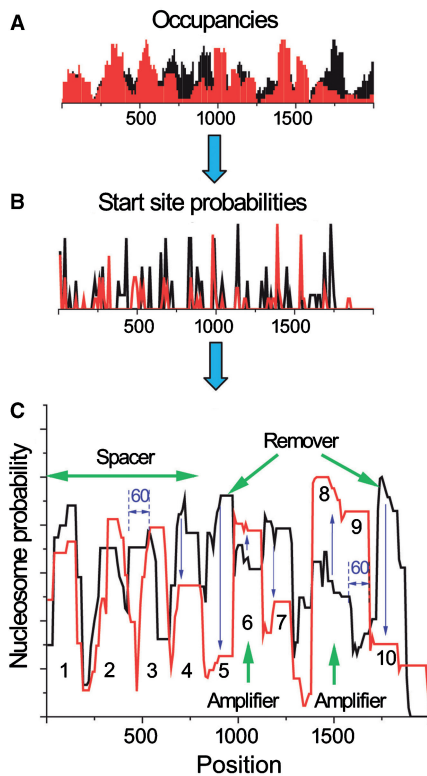 A
Occupancies
500 1000 1500
B
Start site probabilities
500 1000 1500
C
Nucleosome probability
Spacer
Remover
60
8
9
60
6
7
1 2 3 4 5
10
Amplifier Amplifier
500 1000 1500
Position